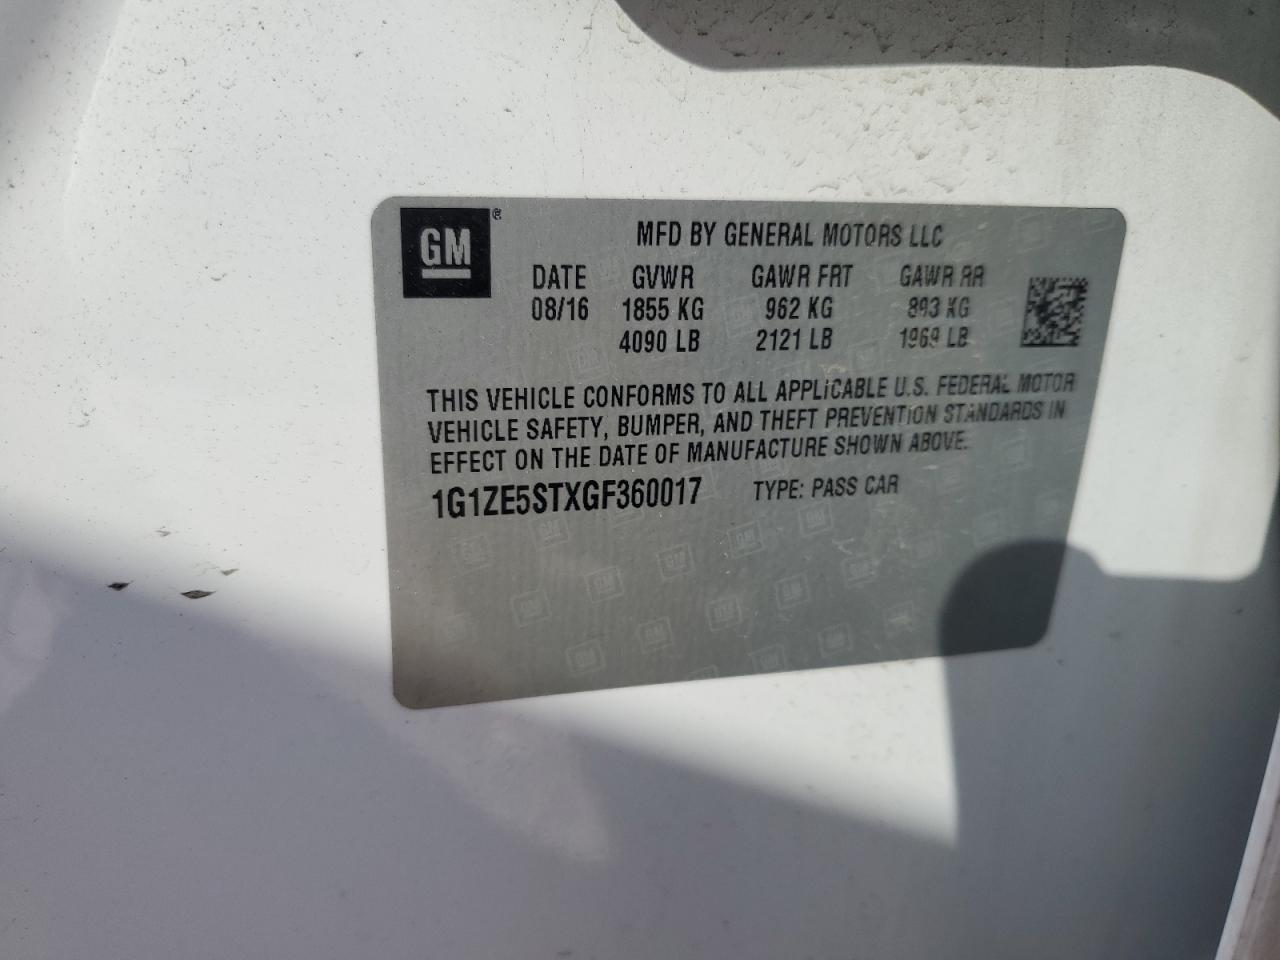 GM ®
MFD BY GENERAL MOTORS LLC
DATE GVWR GAWR FRT GAWR RR
08/16 1855 KG 962 KG 893 KG
4090 LB 2121 LB 1969 LB
THIS VEHICLE CONFORMS TO ALL APPLICABLE U.S. FEDERAL MOTOR
VEHICLE SAFETY, BUMPER, AND THEFT PREVENTION STANDARDS IN
EFFECT ON THE DATE OF MANUFACTURE SHOWN ABOVE.
1G1ZE5STXGF360017 TYPE: PASS CAR